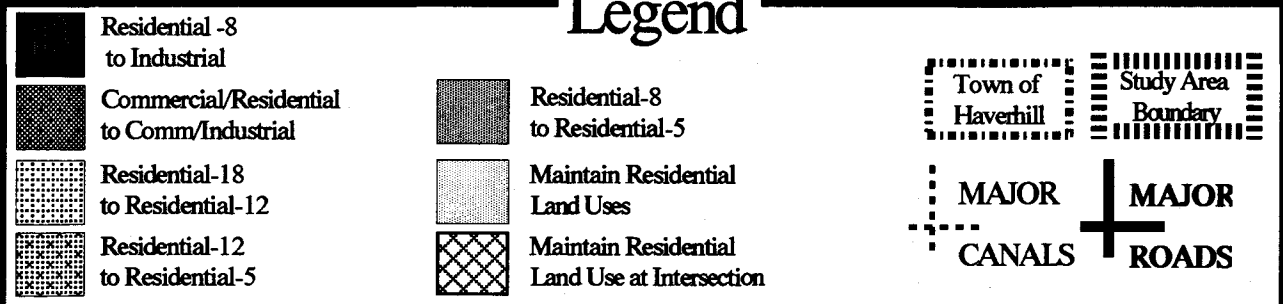 Legend
Residential -8
to Industrial
Commercial/Residential
to Comm/Industrial
Residential-18
to Residential-12
Residential-12
to Residential-5
Residential-8
to Residential-5
Maintain Residential
Land Uses
Maintain Residential
Land Use at Intersection
Town of
Haverhill
Study Area
Boundary
MAJOR
CANALS
MAJOR
ROADS